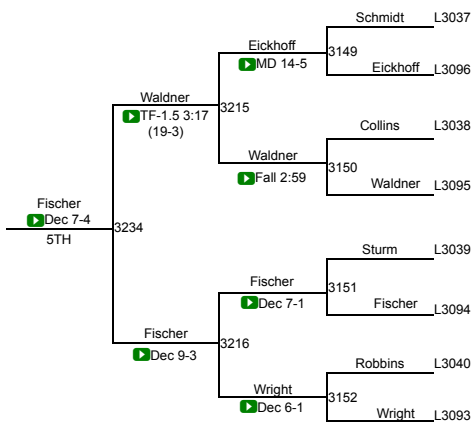 Schmidt L3037
Eickhoff 3149
MD 14-5 Eickhoff L3096
Waldner 3215
TF-1.5 3:17
(19-3)
Collins L3038
Waldner 3150
Fall 2:59 Waldner L3095
Fischer
Dec 7-4 3234
5TH
Sturm L3039
Fischer 3151
Dec 7-1 Fischer L3094
Fischer 3216
Dec 9-3
Robbins L3040
Wright 3152
Dec 6-1 Wright L3093